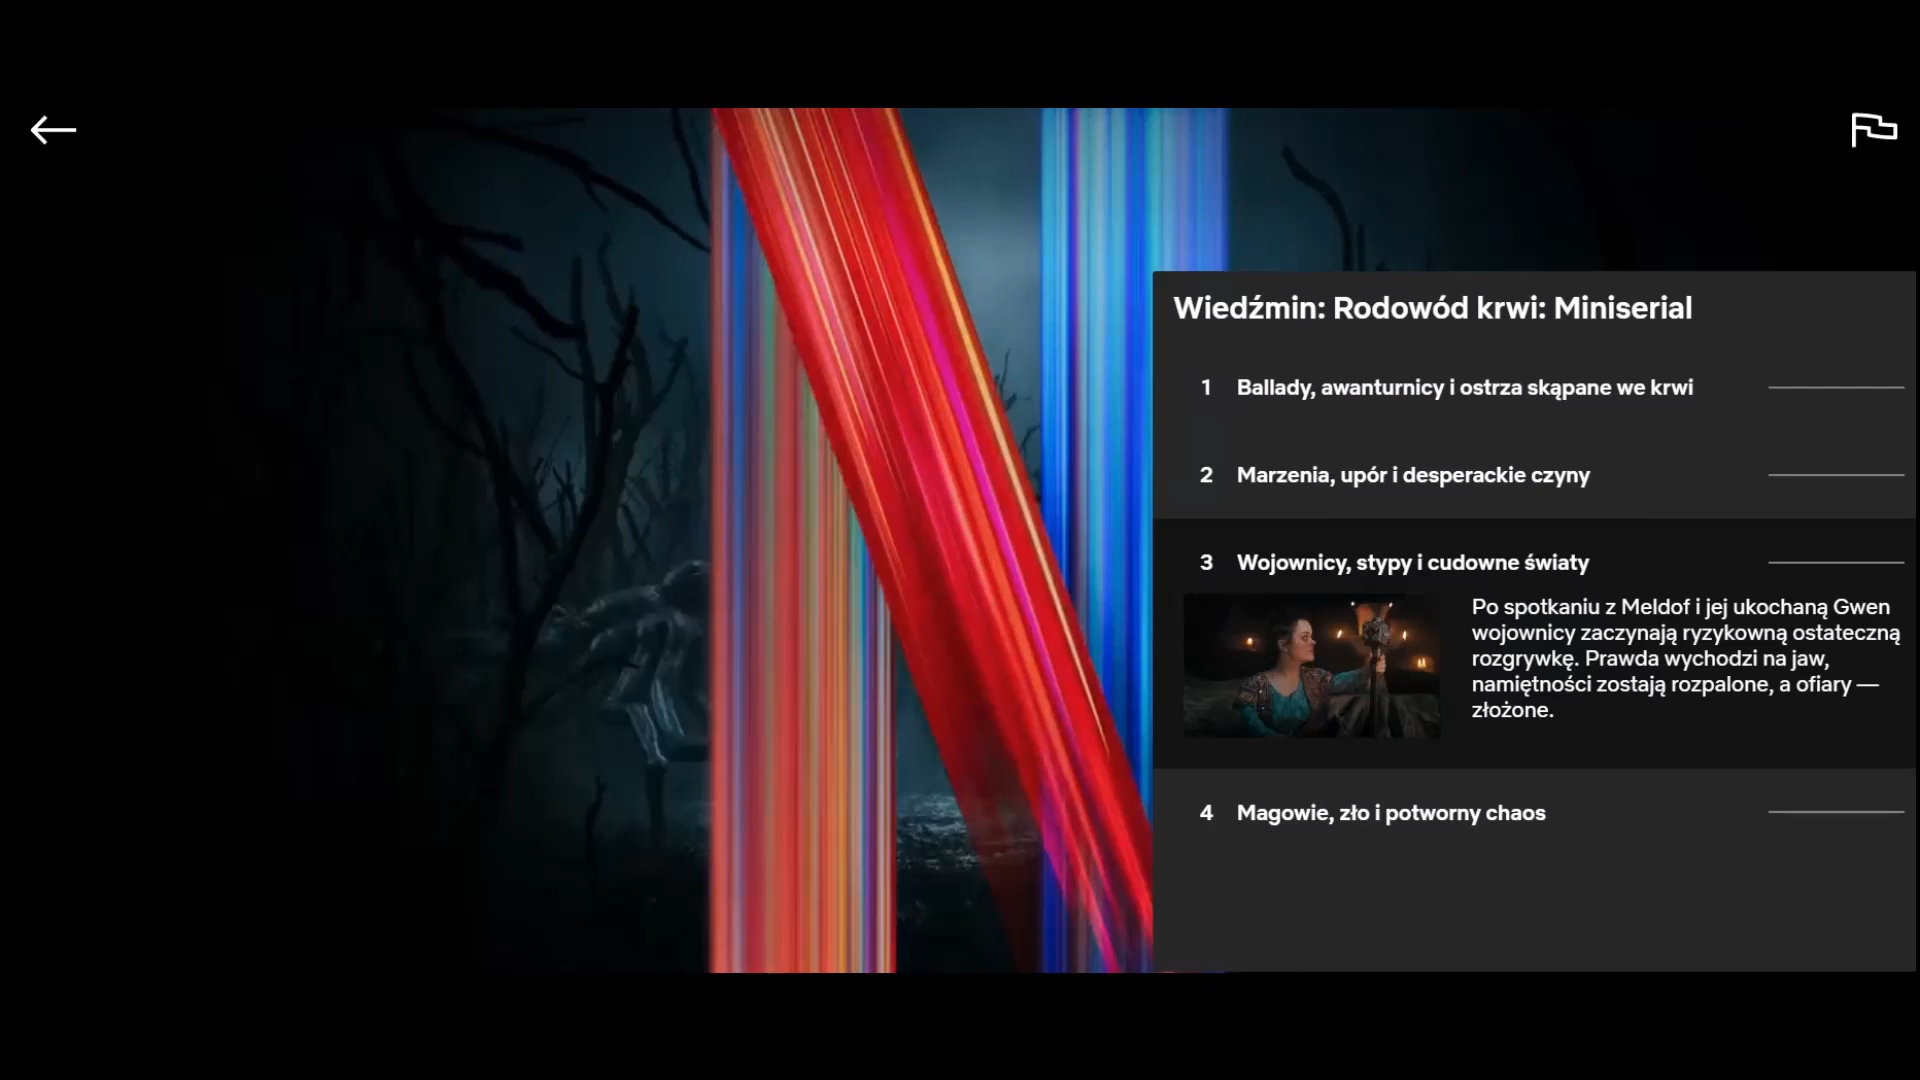 Wiedźmin: Rodowód krwi: Miniserial
1 Ballady, awanturnicy i ostrza skąpane we krwi
2 Marzenia, upór i desperackie czyny
3 Wojownicy, stypy i cudowne światy
Po spotkaniu z Meldof i jej ukochaną Gwen
wojownicy zaczynają ryzykowną ostateczną
rozgrywkę. Prawda wychodzi na jaw,
namiętności zostają rozpalone, a ofiary —
złożone.
4 Magowie, zło i potworny chaos